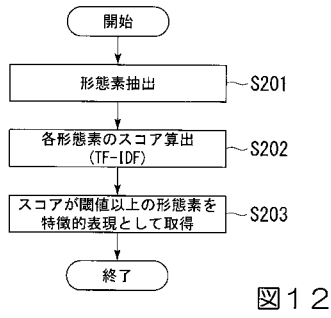 開始
形態素抽出
S201
各形態素のスコア算出
(TF-IDF)
S202
スコアが閾値以上の形態素を
特徴的表現として取得
S203
終了
図12